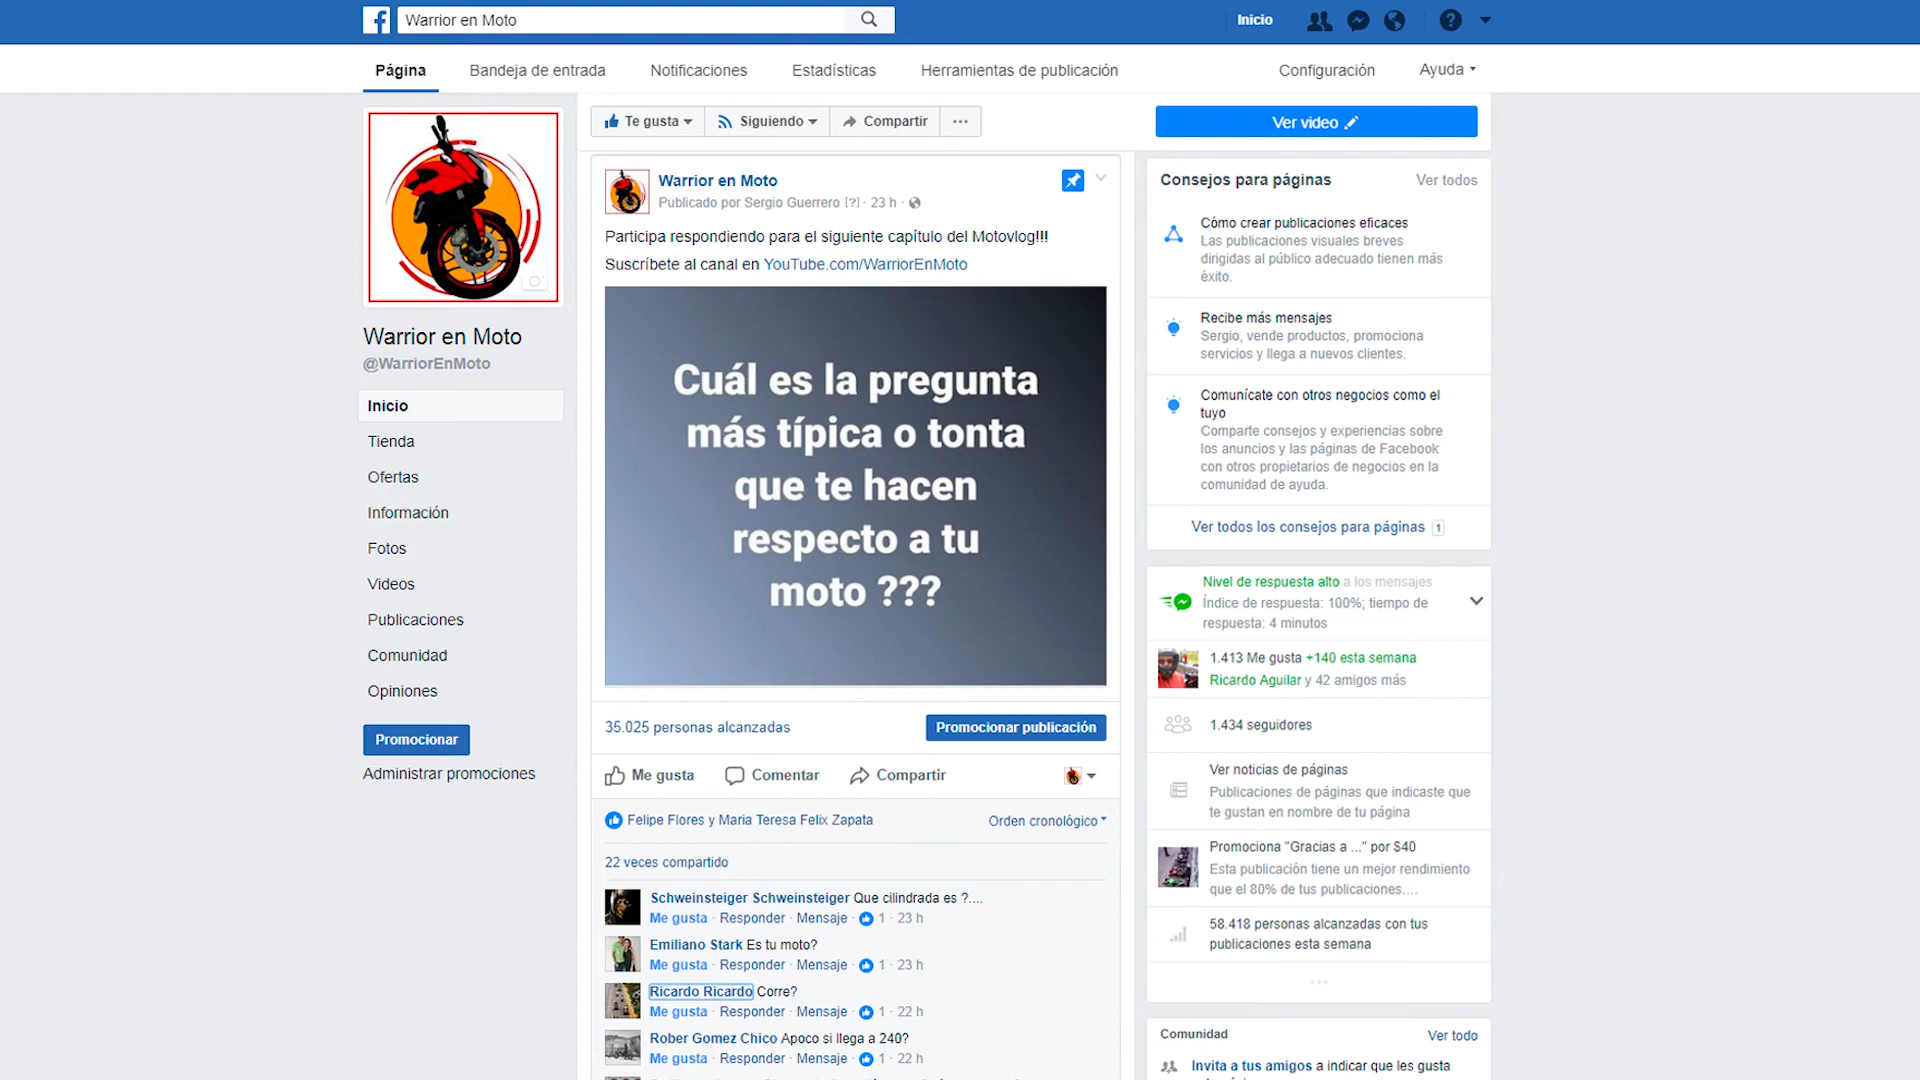 Warrior en Moto
Inicio
Página
Bandeja de entrada
Notificaciones
Estadísticas
Herramientas de publicación
Configuración
Ayuda
Te gusta
Siguiendo
Compartir
Ver video
Warrior en Moto
@WarriorEnMoto
Inicio
Tienda
Ofertas
Información
Fotos
Videos
Publicaciones
Comunidad
Opiniones
Promocionar
Administrar promociones
Warrior en Moto
Publicado por Sergio Guerrero [?] · 23 h ·
Participa respondiendo para el siguiente capítulo del Motovlog!!!
Suscríbete al canal en YouTube.com/WarriorEnMoto
Cuál es la pregunta
más típica o tonta
que te hacen
respecto a tu
moto ???
35.025 personas alcanzadas
Promocionar publicación
Me gusta
Comentar
Compartir
Felipe Flores y Maria Teresa Felix Zapata
Orden cronológico
22 veces compartido
Schweinsteiger Schweinsteiger Que cilindrada es ?....
Me gusta · Responder · Mensaje · 1 · 23 h
Emiliano Stark Es tu moto?
Me gusta · Responder · Mensaje · 1 · 23 h
Ricardo Ricardo Corre?
Me gusta · Responder · Mensaje · 1 · 22 h
Rober Gomez Chico Apoco si llega a 240?
Me gusta · Responder · Mensaje · 1 · 22 h
Consejos para páginas
Ver todos
Cómo crear publicaciones eficaces
Las publicaciones visuales breves
dirigidas al público adecuado tienen más
éxito.
Recibe más mensajes
Sergio, vende productos, promociona
servicios y llega a nuevos clientes.
Comunícate con otros negocios como el
tuyo
Comparte consejos y experiencias sobre
los anuncios y las páginas de Facebook
con otros propietarios de negocios en la
comunidad de ayuda.
Ver todos los consejos para páginas 1
Nivel de respuesta alto a los mensajes
Índice de respuesta: 100%; tiempo de
respuesta: 4 minutos
1.413 Me gusta +140 esta semana
Ricardo Aguilar y 42 amigos más
1.434 seguidores
Ver noticias de páginas
Publicaciones de páginas que indicaste que
te gustan en nombre de tu página
Promociona "Gracias a ..." por $40
Esta publicación tiene un mejor rendimiento
que el 80% de tus publicaciones....
58.418 personas alcanzadas con tus
publicaciones esta semana
Comunidad
Ver todo
Invita a tus amigos a indicar que les gusta